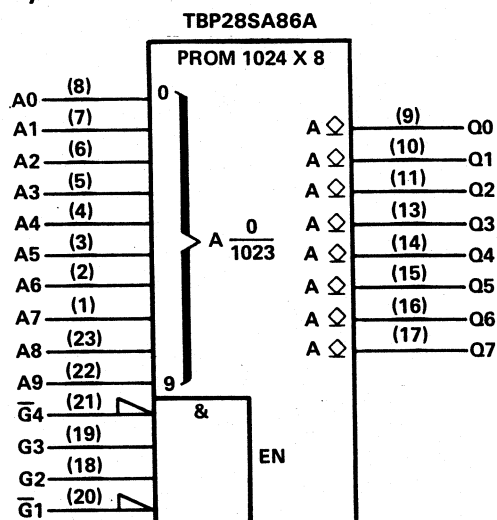 TBP28SA86A
PROM 1024 X 8
A0 (8) 0
A1 (7)
A2 (6)
A3 (5)
A4 (4)
A5 (3)
A6 (2)
A7 (1)
A8 (23)
A9 (22) 9
A 0/1023
A (9) Q0
A (10) Q1
A (11) Q2
A (13) Q3
A (14) Q4
A (15) Q5
A (16) Q6
A (17) Q7
G̅4 (21) &
G3 (19)
G2 (18)
G̅1 (20)
EN